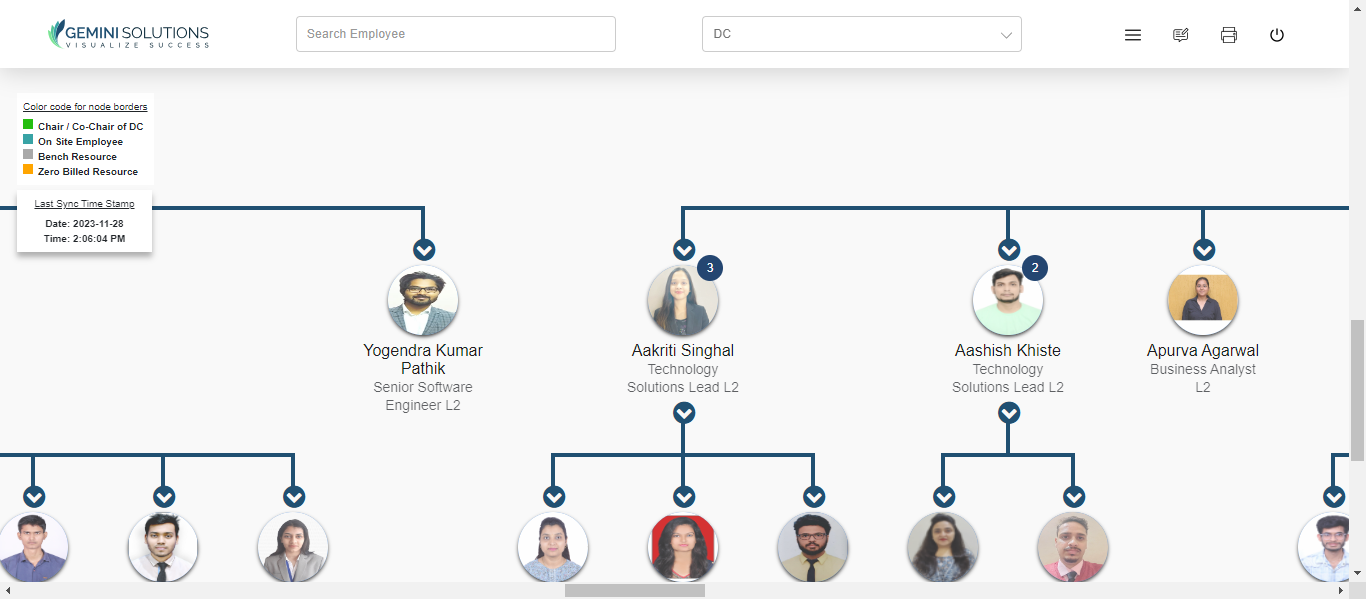 GEMINI SOLUTIONS
VISUALIZE SUCCESS
Search Employee
DC
Color code for node borders
Chair / Co-Chair of DC
On Site Employee
Bench Resource
Zero Billed Resource
Last Sync Time Stamp
Date: 2023-11-28
Time: 2:06:04 PM
3
2
Yogendra Kumar
Pathik
Senior Software
Engineer L2
Aakriti Singhal
Technology
Solutions Lead L2
Aashish Khiste
Technology
Solutions Lead L2
Apurva Agarwal
Business Analyst
L2